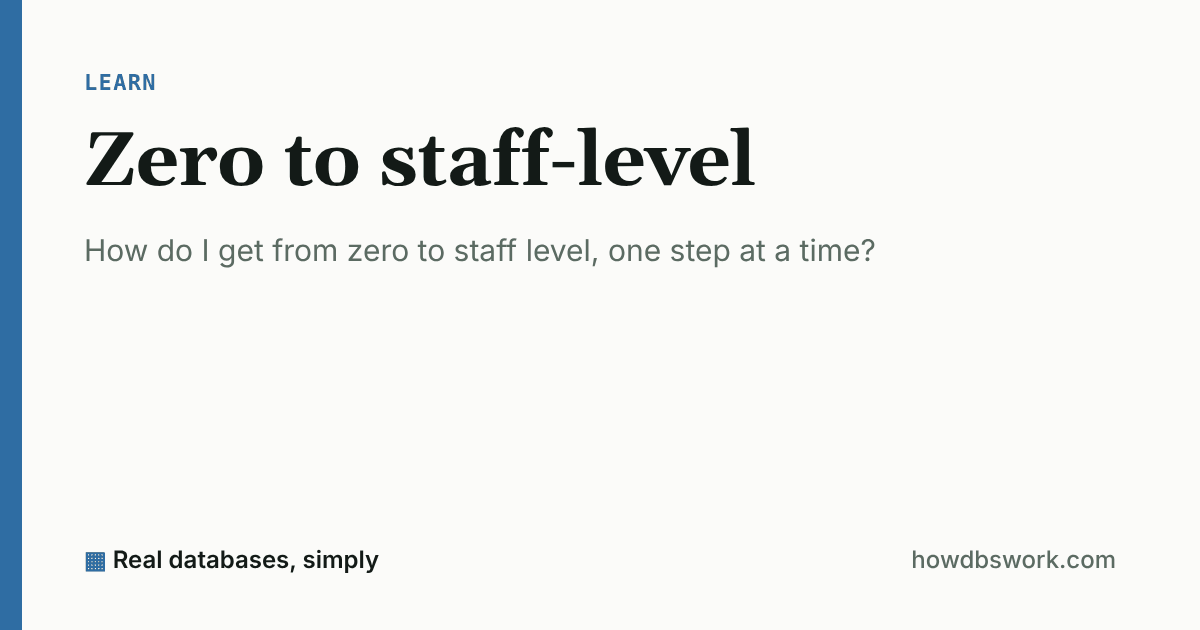 LEARN
Zero to staff-level
How do I get from zero to staff level, one step at a time?
Real databases, simply
howdbswork.com